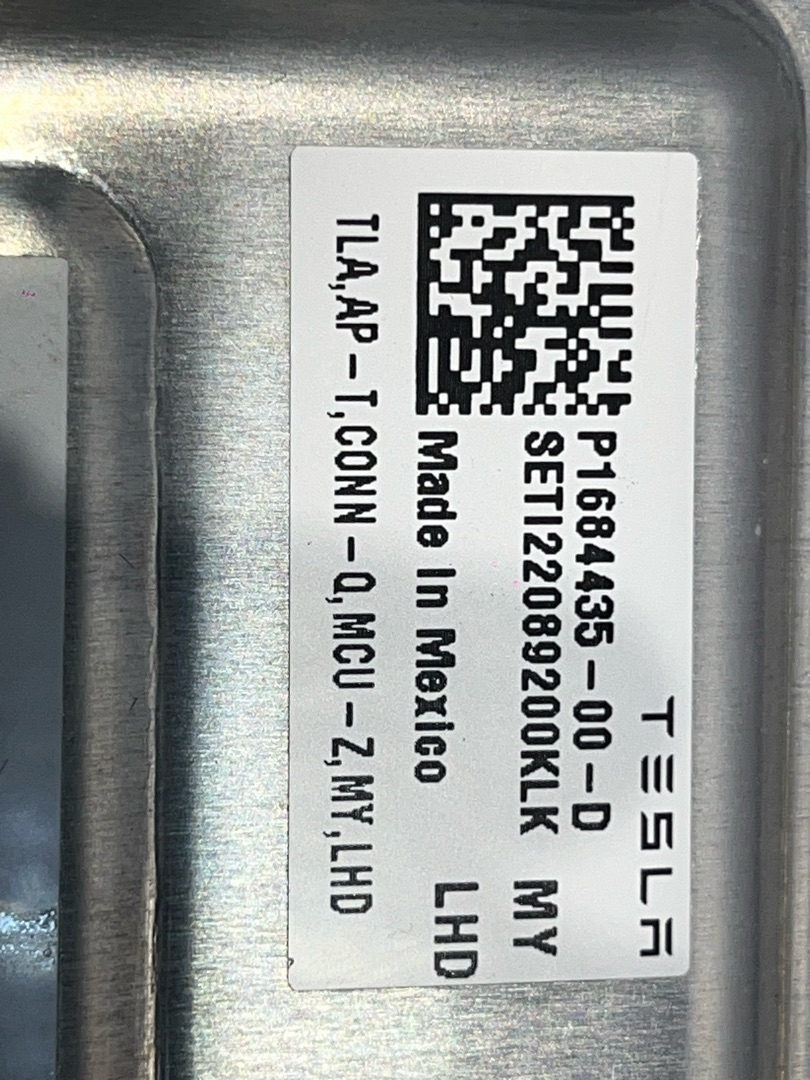 TESLA
P1684435-00-D
SETI22089200KLK MY
Made In Mexico LHD
TLA,AP-T,CONN-Q,MCU-Z,MY,LHD